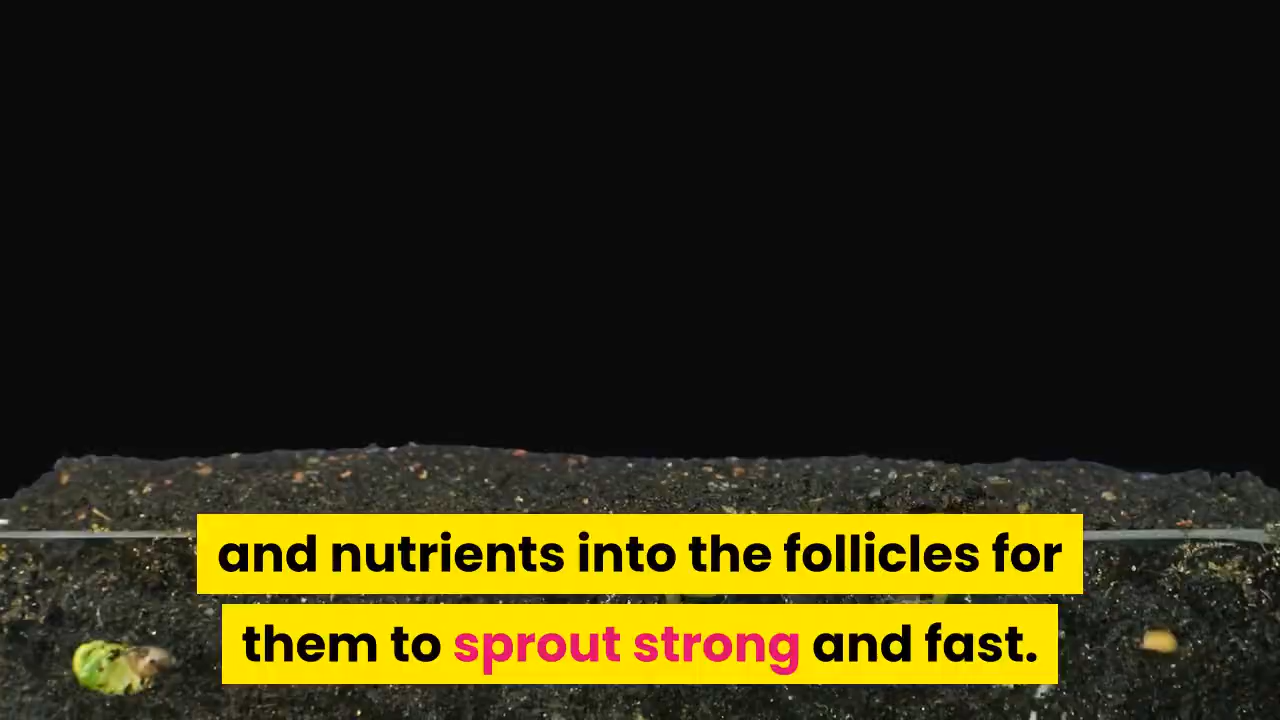 and nutrients into the follicles for
them to sprout strong and fast.